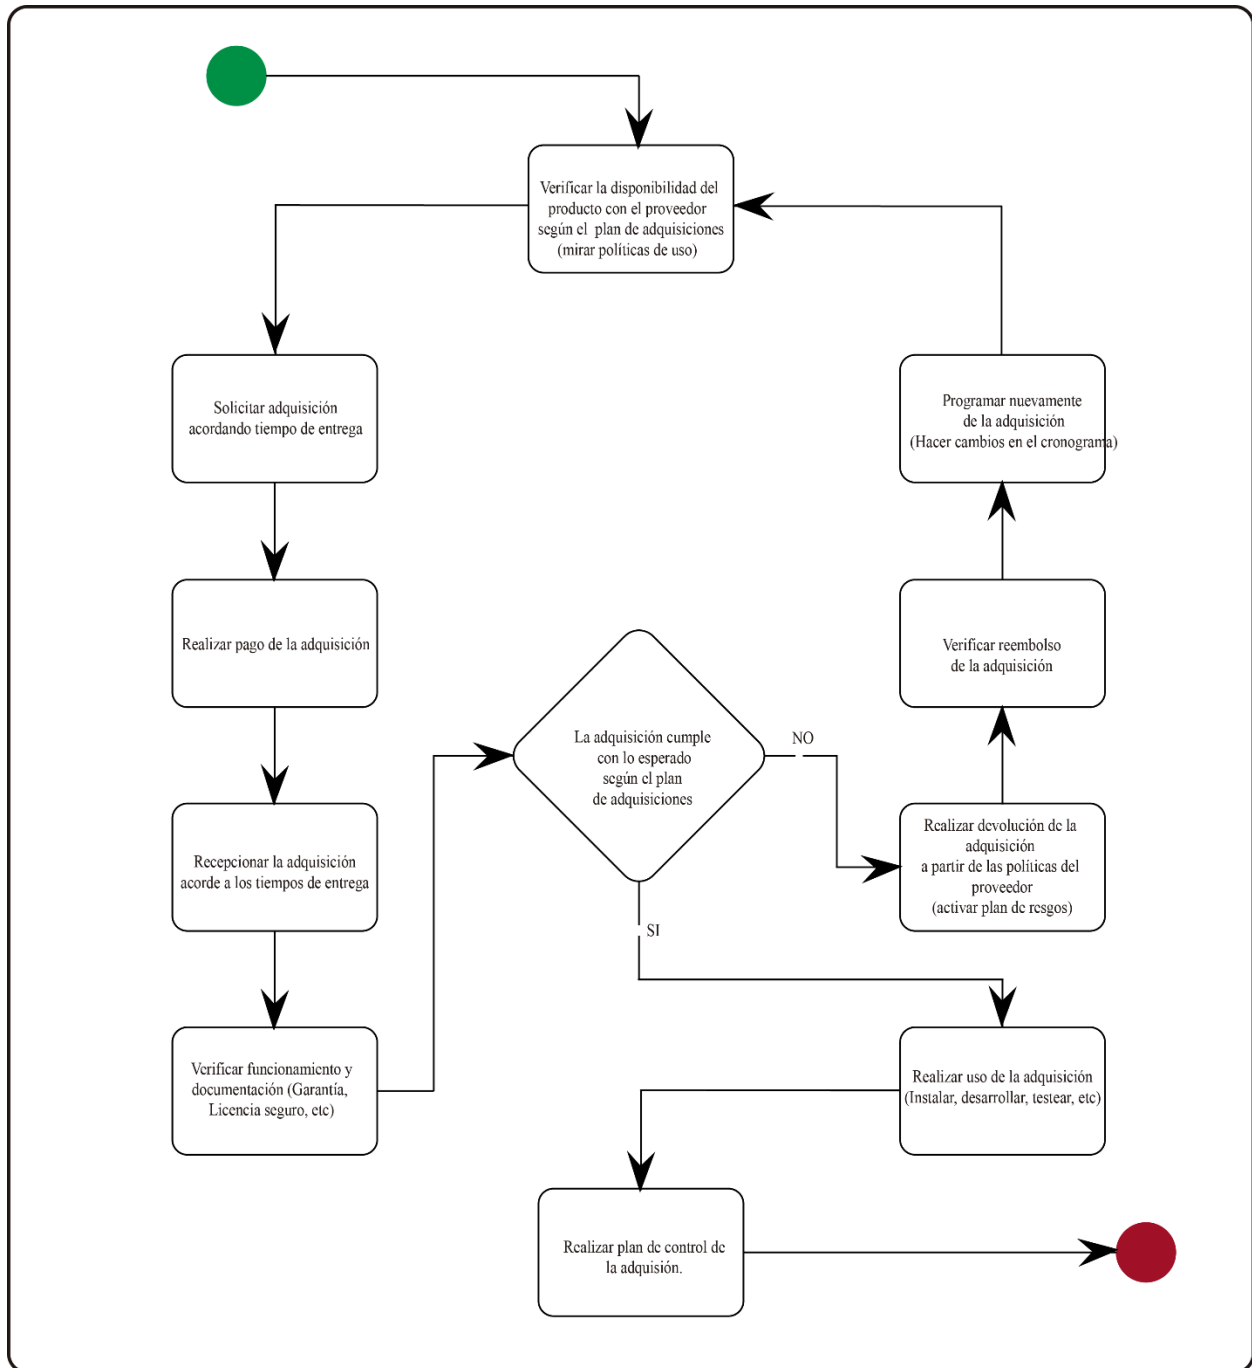 Verificar la disponibilidad del
producto con el proveedor
según el plan de adquisiciones
(mirar políticas de uso)
Solicitar adquisición
acordando tiempo de entrega
Realizar pago de la adquisición
Recepcionar la adquisición
acorde a los tiempos de entrega
Verificar funcionamiento y
documentación (Garantía,
Licencia seguro, etc)
La adquisición cumple
con lo esperado
según el plan
de adquisiciones
NO
SI
Realizar devolución de la
adquisición
a partir de las políticas del
proveedor
(activar plan de resgos)
Verificar reembolso
de la adquisición
Programar nuevamente
de la adquisición
(Hacer cambios en el cronograma)
Realizar uso de la adquisición
(Instalar, desarrollar, testear, etc)
Realizar plan de control de
la adquisión.